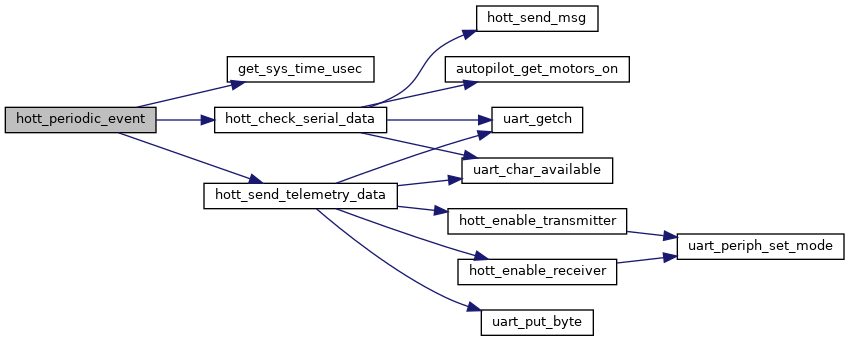 hott_send_msg
get_sys_time_usec
autopilot_get_motors_on
hott_periodic_event
hott_check_serial_data
uart_getch
uart_char_available
hott_send_telemetry_data
hott_enable_transmitter
uart_periph_set_mode
hott_enable_receiver
uart_put_byte